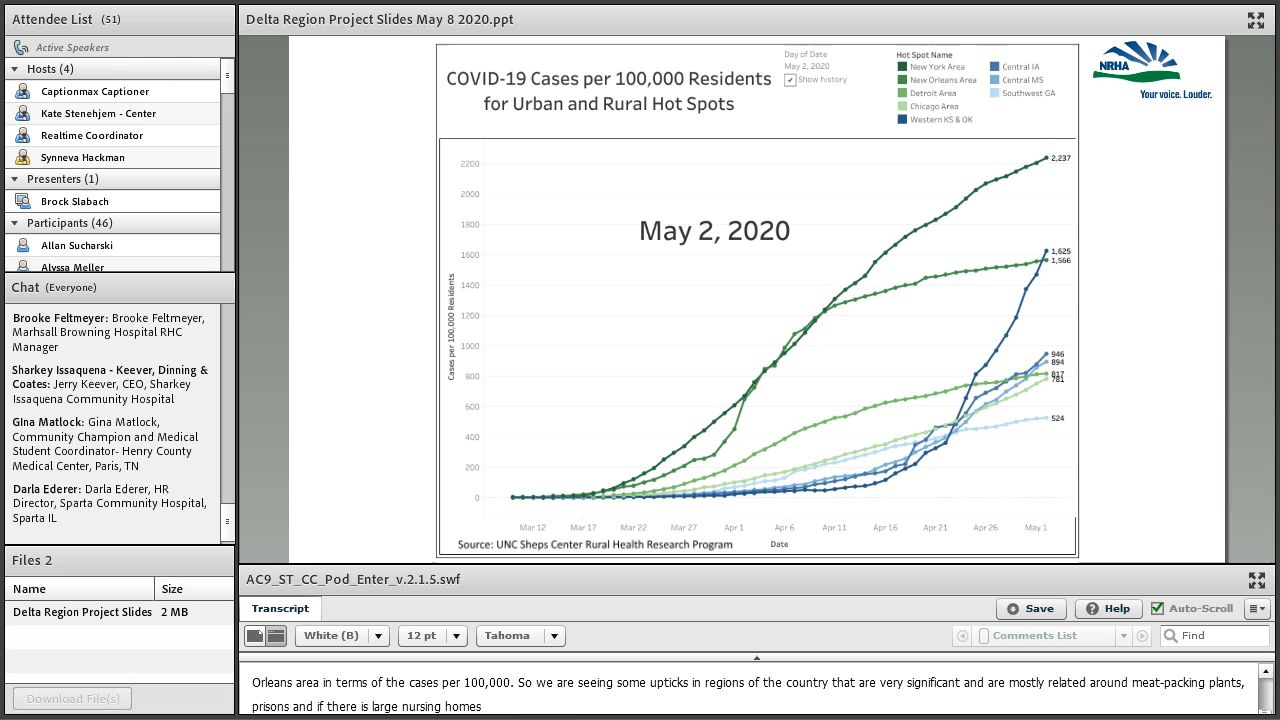 Attendee List (51)
Active Speakers
Hosts (4)
Captionmax Captioner
Kate Stenehjem - Center
Realtime Coordinator
Synneva Hackman
Presenters (1)
Brock Slabach
Participants (46)
Allan Sucharski
Alyssa Meller
Chat (Everyone)
Brooke Feltmeyer: Brooke Feltmeyer,
Marhsall Browning Hospital RHC
Manager
Sharkey Issaquena - Keever, Dinning &
Coates: Jerry Keever, CEO, Sharkey
Issaquena Community Hospital
Gina Matlock: Gina Matlock,
Community Champion and Medical
Student Coordinator- Henry County
Medical Center, Paris, TN
Darla Ederer: Darla Ederer, HR
Director, Sparta Community Hospital,
Sparta IL
Files 2
Name Size
Delta Region Project Slides 2 MB
Download File(s)
Delta Region Project Slides May 8 2020.ppt
COVID-19 Cases per 100,000 Residents
for Urban and Rural Hot Spots
Day of Date
May 2, 2020
Show history
Hot Spot Name
New York Area
New Orleans Area
Detroit Area
Chicago Area
Western KS & OK
Central IA
Central MS
Southwest GA
NRHA
Your voice. Louder.
May 2, 2020
Cases per 100,000 Residents
2200
2000
1800
1600
1400
1200
1000
800
600
400
200
0
2,237
1,625
1,566
946
894
817
781
524
Mar 12 Mar 17 Mar 22 Mar 27 Apr 1 Apr 6 Apr 11 Apr 16 Apr 21 Apr 26 May 1
Source: UNC Sheps Center Rural Health Research Program Date
AC9_ST_CC_Pod_Enter_v.2.1.5.swf
Transcript Save Help Auto-Scroll
White (B) 12 pt Tahoma Comments List Find
Orleans area in terms of the cases per 100,000. So we are seeing some upticks in regions of the country that are very significant and are mostly related around meat-packing plants,
prisons and if there is large nursing homes